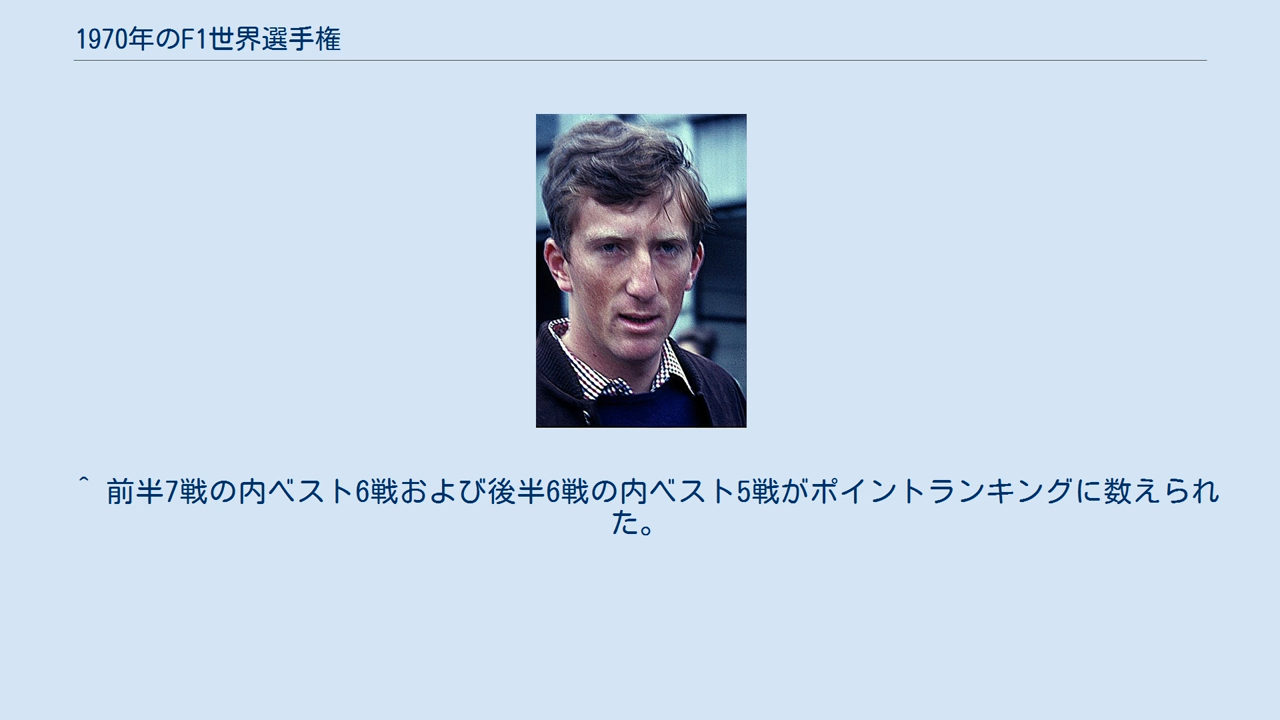 1970年のF1世界選手権
^ 前半7戦の内ベスト6戦および後半6戦の内ベスト5戦がポイントランキングに数えられ
た。